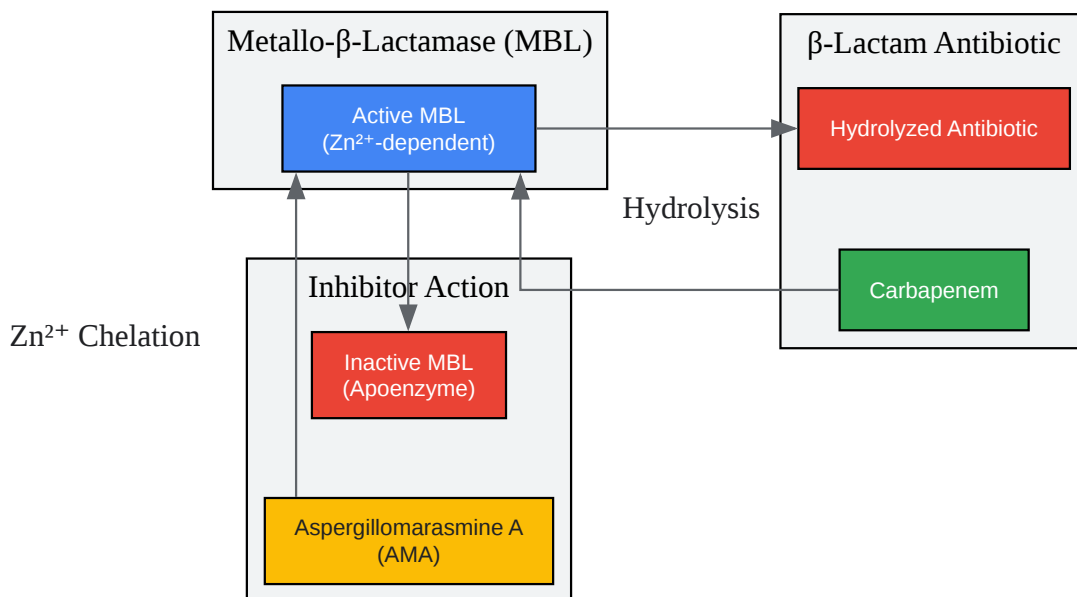 Metallo-β-Lactamase (MBL)
β-Lactam Antibiotic
Active MBL
(Zn²⁺-dependent)
Hydrolyzed Antibiotic
Hydrolysis
Carbapenem
Inhibitor Action
Zn²⁺ Chelation
Inactive MBL
(Apoenzyme)
Aspergillomarasmine A
(AMA)